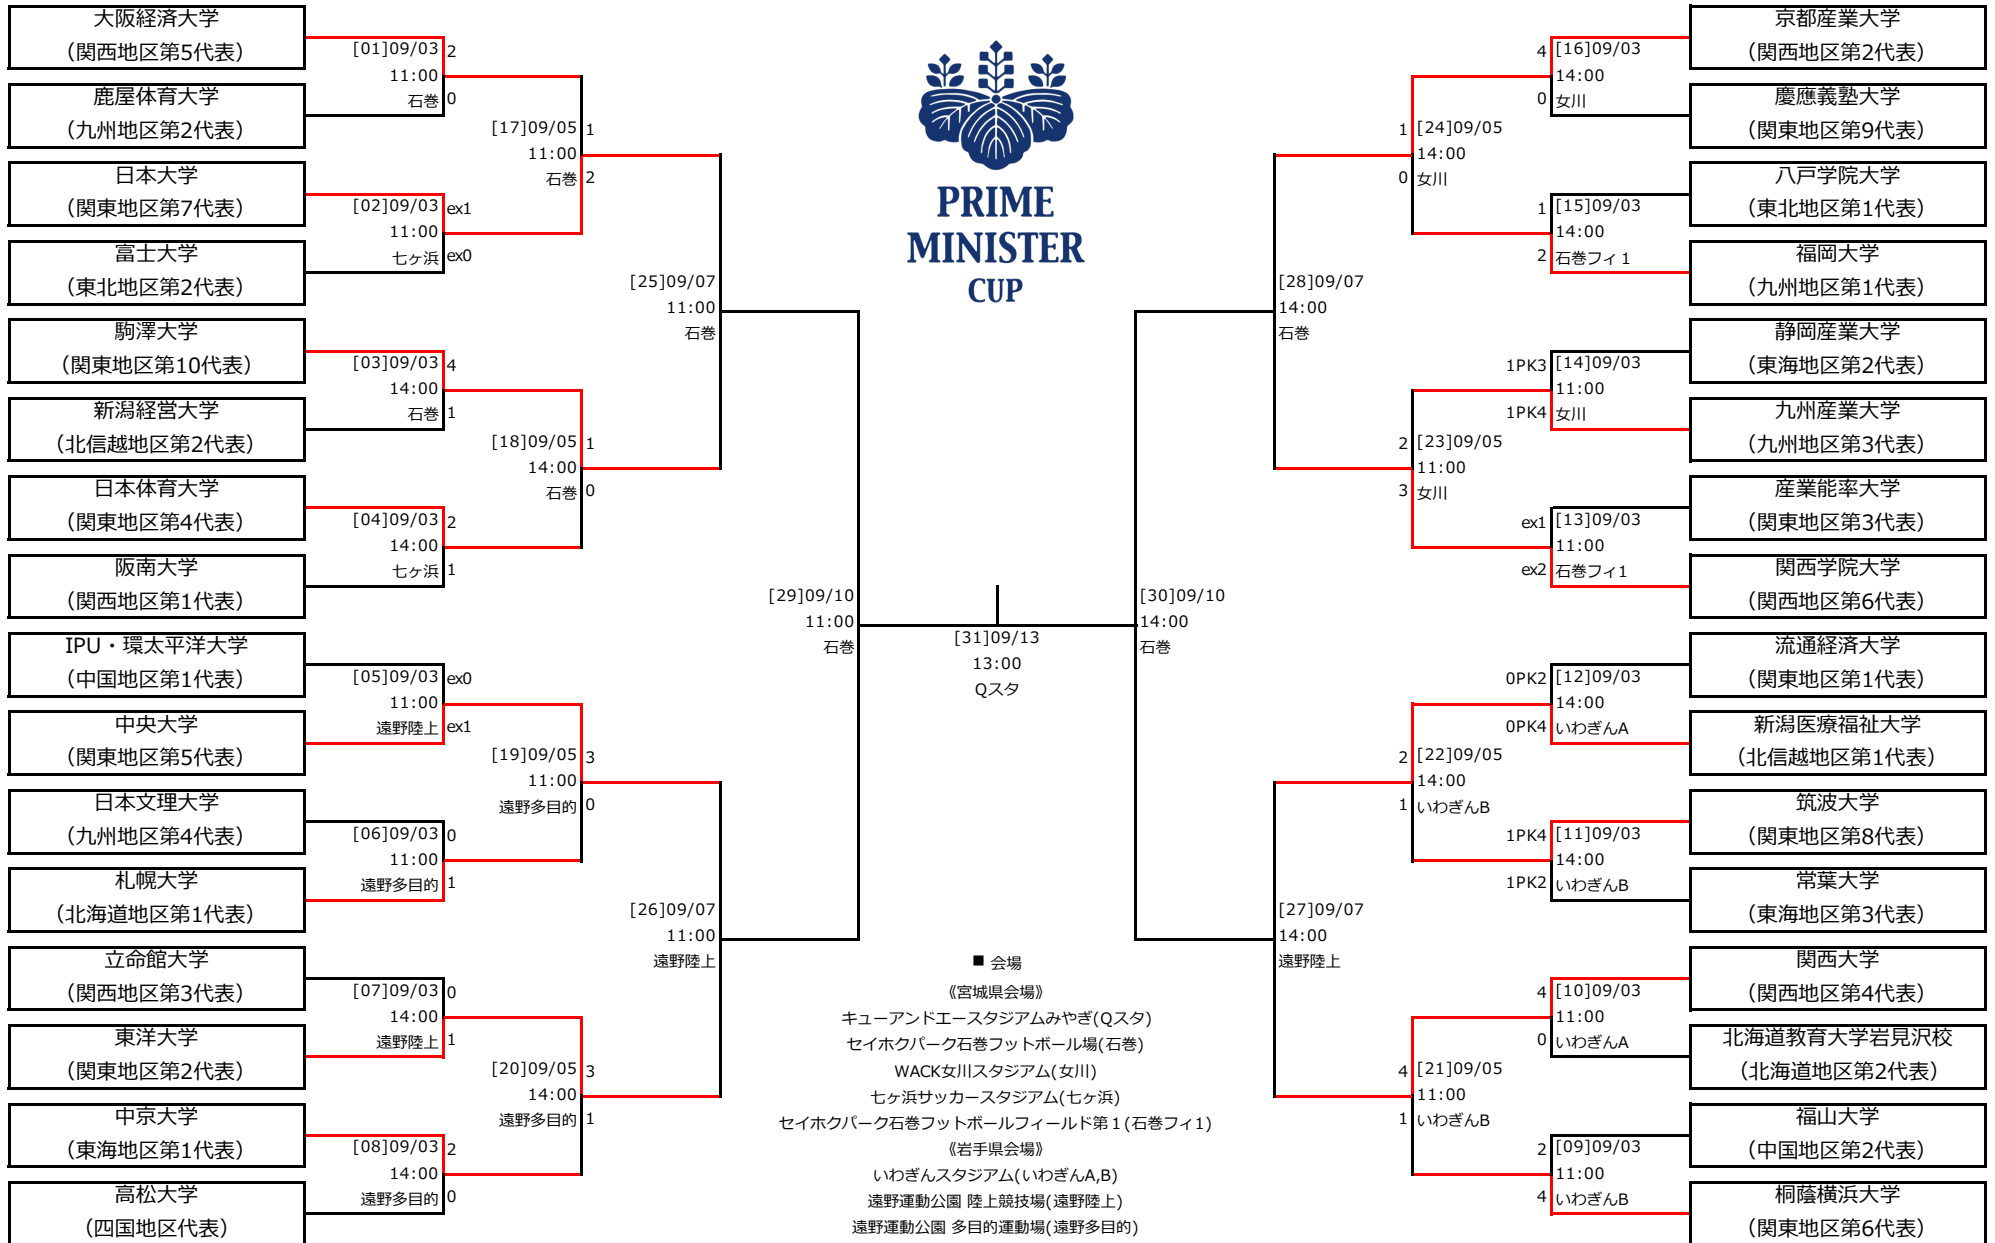 大阪経済大学
（関西地区第5代表）
鹿屋体育大学
（九州地区第2代表）
日本大学
（関東地区第7代表）
富士大学
（東北地区第2代表）
駒澤大学
（関東地区第10代表）
新潟経営大学
（北信越地区第2代表）
日本体育大学
（関東地区第4代表）
阪南大学
（関西地区第1代表）
IPU・環太平洋大学
（中国地区第1代表）
中央大学
（関東地区第5代表）
日本文理大学
（九州地区第4代表）
札幌大学
（北海道地区第1代表）
立命館大学
（関西地区第3代表）
東洋大学
（関東地区第2代表）
中京大学
（東海地区第1代表）
高松大学
（四国地区代表）
[01]09/03 2
11:00
石巻 0
[02]09/03 ex1
11:00
七ヶ浜 ex0
[03]09/03 4
14:00
石巻 1
[04]09/03 2
14:00
七ヶ浜 1
[05]09/03 ex0
11:00
遠野陸上 ex1
[06]09/03 0
11:00
遠野多目的 1
[07]09/03 0
14:00
遠野陸上 1
[08]09/03 2
14:00
遠野多目的 0
[17]09/05 1
11:00
石巻 2
[18]09/05 1
14:00
石巻 0
[19]09/05 3
11:00
遠野多目的 0
[20]09/05 3
14:00
遠野多目的 1
[25]09/07
11:00
石巻
[26]09/07
11:00
遠野陸上
[29]09/10
11:00
石巻
PRIME
MINISTER
CUP
[31]09/13
13:00
Qスタ
■ 会場
《宮城県会場》
キューアンドエースタジアムみやぎ(Qスタ)
セイホクパーク石巻フットボール場(石巻)
WACK女川スタジアム(女川)
七ヶ浜サッカースタジアム(七ヶ浜)
セイホクパーク石巻フットボールフィールド第１(石巻フィ1)
《岩手県会場》
いわぎんスタジアム(いわぎんA,B)
遠野運動公園 陸上競技場(遠野陸上)
遠野運動公園 多目的運動場(遠野多目的)
[30]09/10
14:00
石巻
[28]09/07
14:00
石巻
[27]09/07
14:00
遠野陸上
1 [24]09/05
14:00
0 女川
2 [23]09/05
11:00
3 女川
2 [22]09/05
14:00
1 いわぎんB
4 [21]09/05
11:00
1 いわぎんB
4 [16]09/03
14:00
0 女川
1 [15]09/03
14:00
2 石巻フィ１
1PK3 [14]09/03
11:00
1PK4 女川
ex1 [13]09/03
11:00
ex2 石巻フィ1
0PK2 [12]09/03
14:00
0PK4 いわぎんA
1PK4 [11]09/03
14:00
1PK2 いわぎんB
4 [10]09/03
11:00
0 いわぎんA
2 [09]09/03
11:00
4 いわぎんB
京都産業大学
（関西地区第2代表）
慶應義塾大学
（関東地区第9代表）
八戸学院大学
（東北地区第1代表）
福岡大学
（九州地区第1代表）
静岡産業大学
（東海地区第2代表）
九州産業大学
（九州地区第3代表）
産業能率大学
（関東地区第3代表）
関西学院大学
（関西地区第6代表）
流通経済大学
（関東地区第1代表）
新潟医療福祉大学
（北信越地区第1代表）
筑波大学
（関東地区第8代表）
常葉大学
（東海地区第3代表）
関西大学
（関西地区第4代表）
北海道教育大学岩見沢校
（北海道地区第2代表）
福山大学
（中国地区第2代表）
桐蔭横浜大学
（関東地区第6代表）